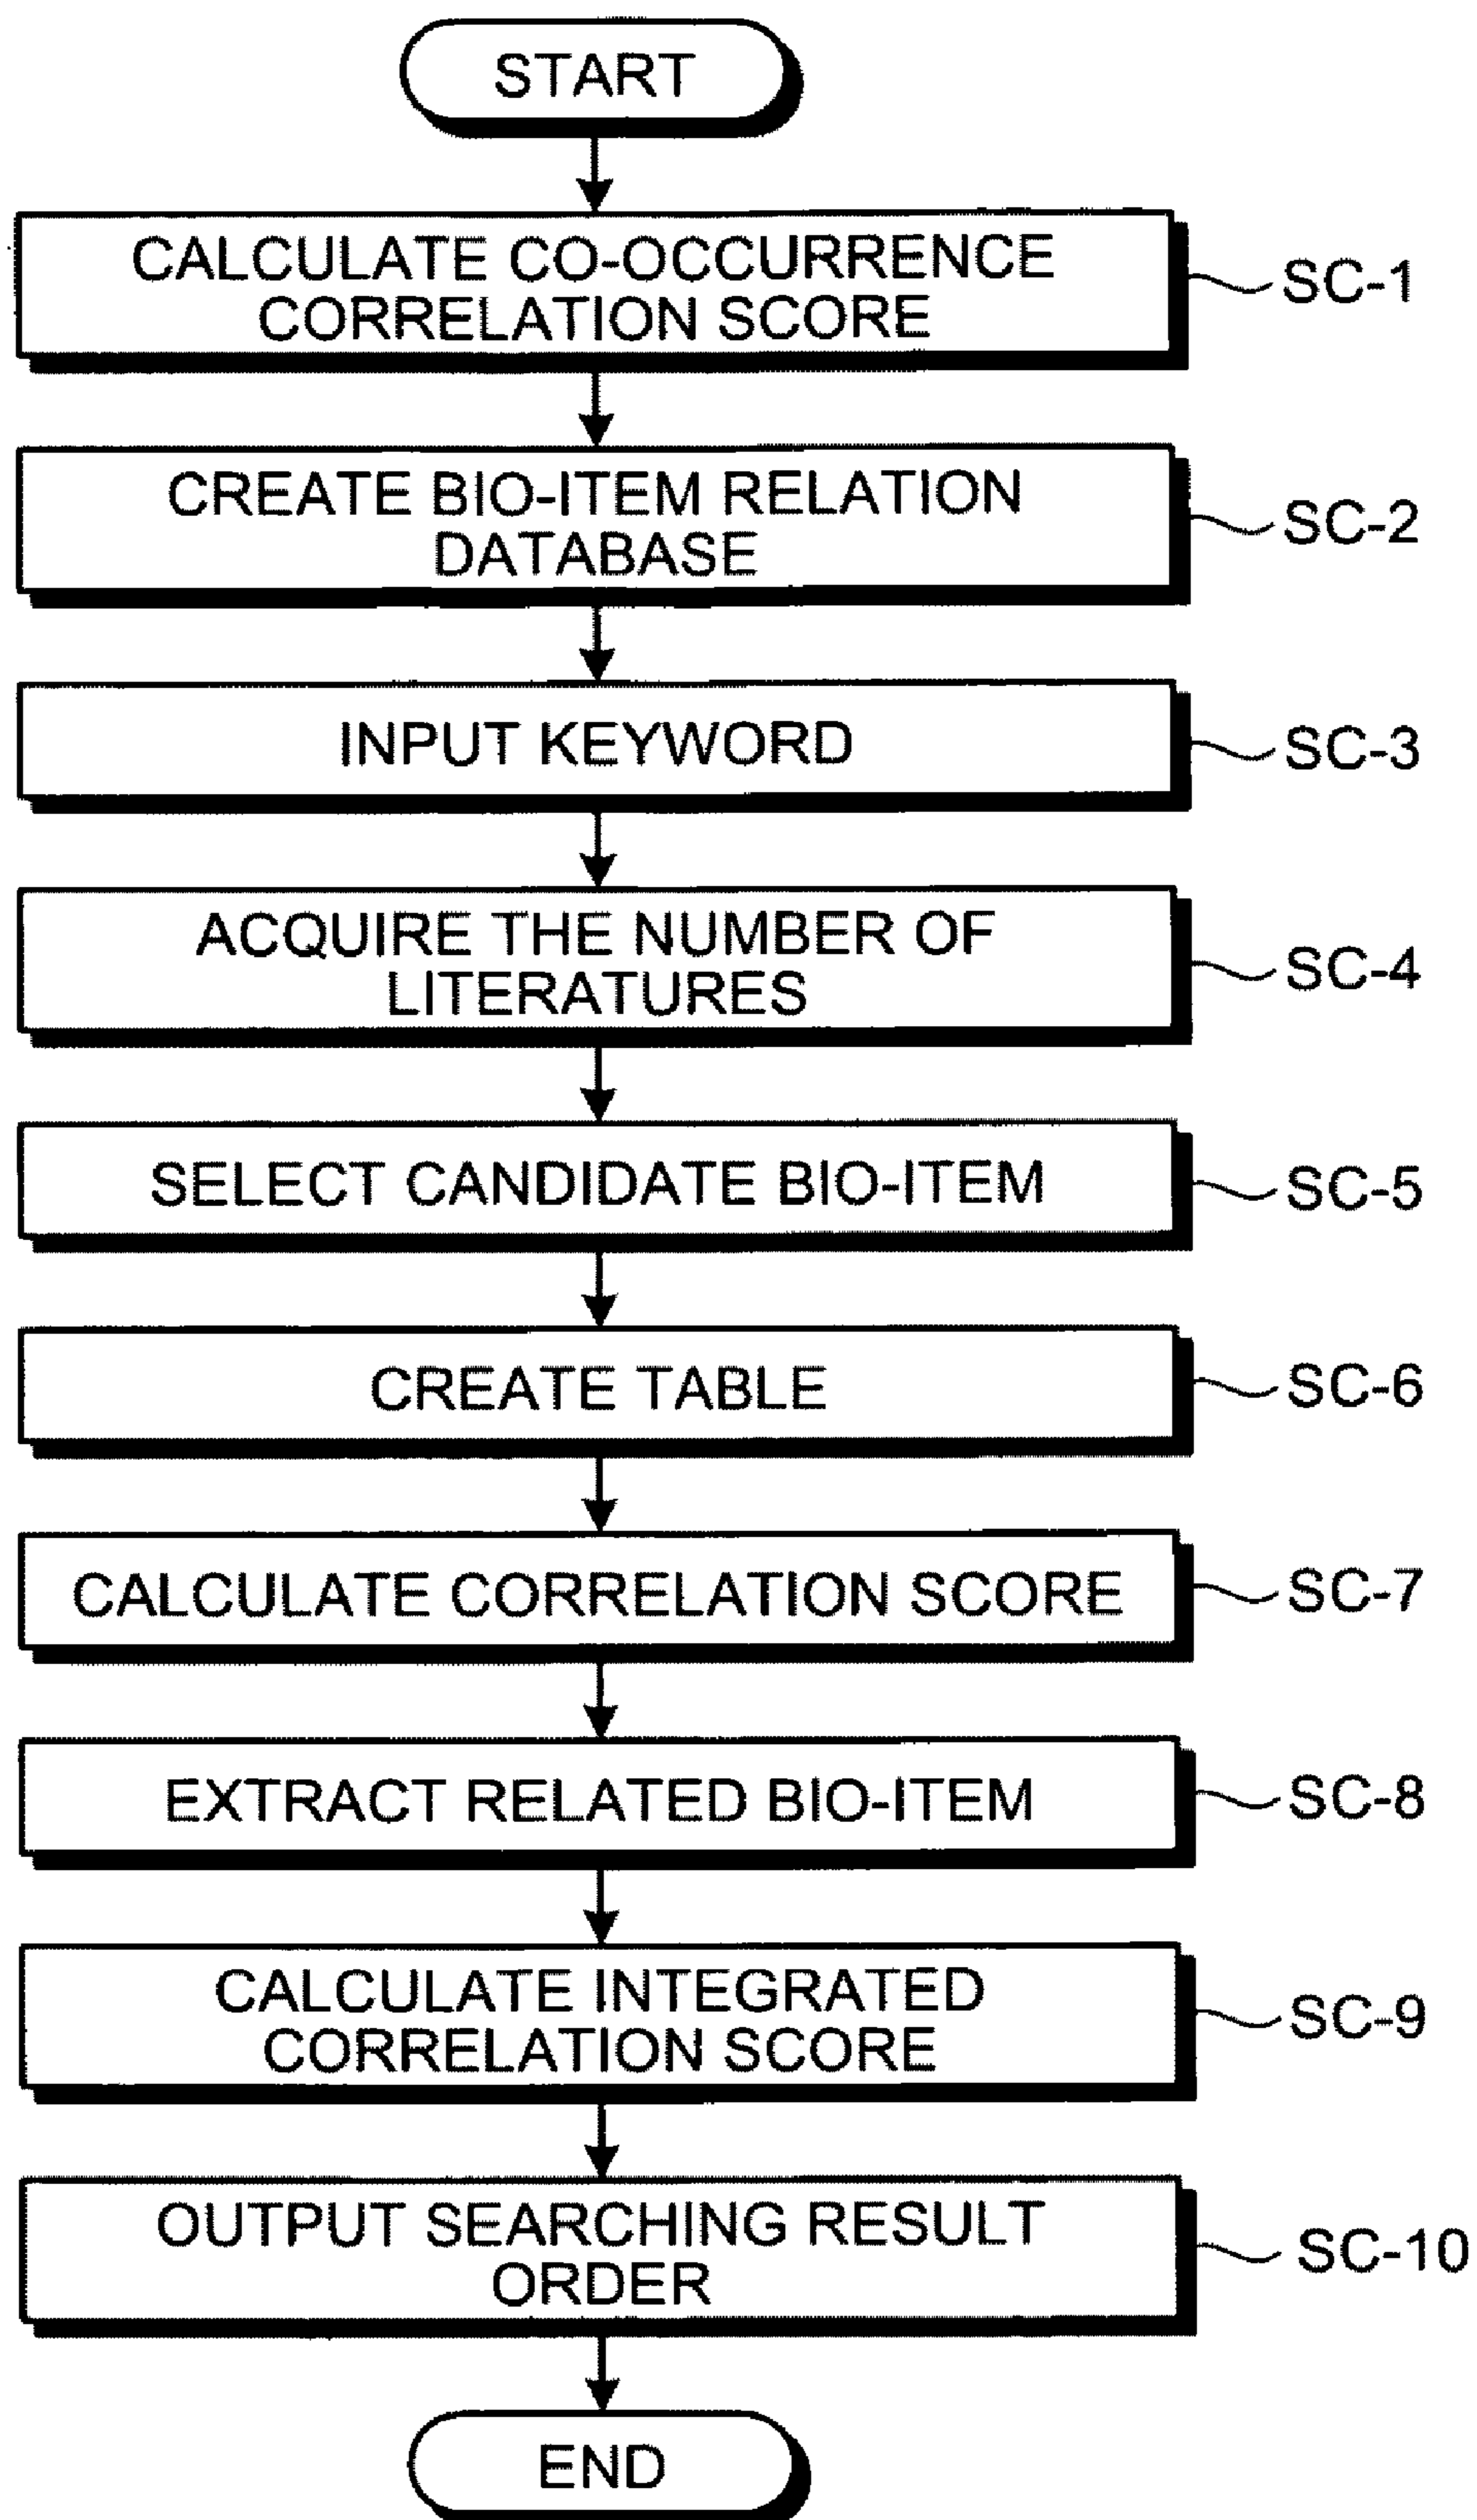 START
CALCULATE CO-OCCURRENCE
CORRELATION SCORE
SC-1
CREATE BIO-ITEM RELATION
DATABASE
SC-2
INPUT KEYWORD
SC-3
ACQUIRE THE NUMBER OF
LITERATURES
SC-4
SELECT CANDIDATE BIO-ITEM
SC-5
CREATE TABLE
SC-6
CALCULATE CORRELATION SCORE
SC-7
EXTRACT RELATED BIO-ITEM
SC-8
CALCULATE INTEGRATED
CORRELATION SCORE
SC-9
OUTPUT SEARCHING RESULT
ORDER
SC-10
END